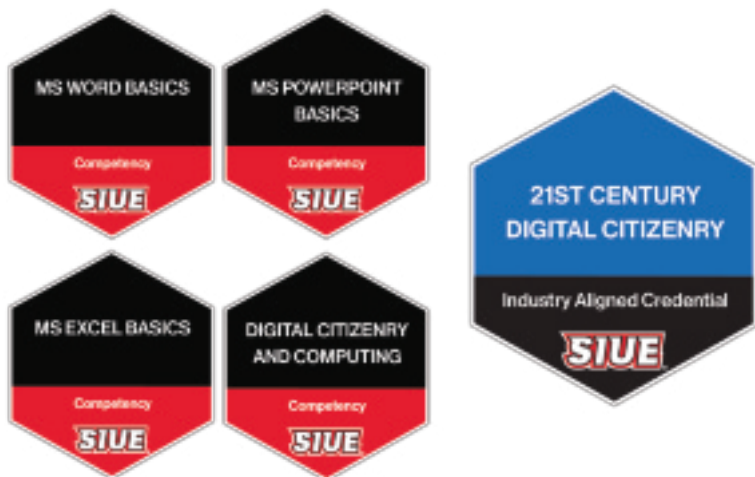 MS WORD BASICS
Competency
SIUE
MS POWERPOINT
BASICS
Competency
SIUE
MS EXCEL BASICS
Competency
SIUE
DIGITAL CITIZENRY
AND COMPUTING
Competency
SIUE
21ST CENTURY
DIGITAL CITIZENRY
Industry Aligned Credential
SIUE